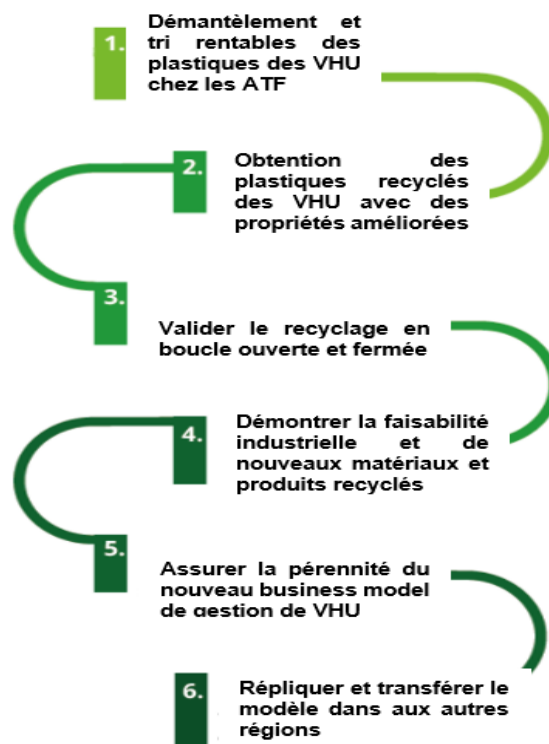 1.
Démantèlement et
tri rentables des
plastiques des VHU
chez les ATF
2.
Obtention des
plastiques recyclés
des VHU avec des
propriétés améliorées
3.
Valider le recyclage en
boucle ouverte et fermée
4.
Démontrer la faisabilité
industrielle et de
nouveaux matériaux et
produits recyclés
5.
Assurer la pérennité du
nouveau business model
de gestion de VHU
6.
Répliquer et transférer le
modèle dans aux autres
régions